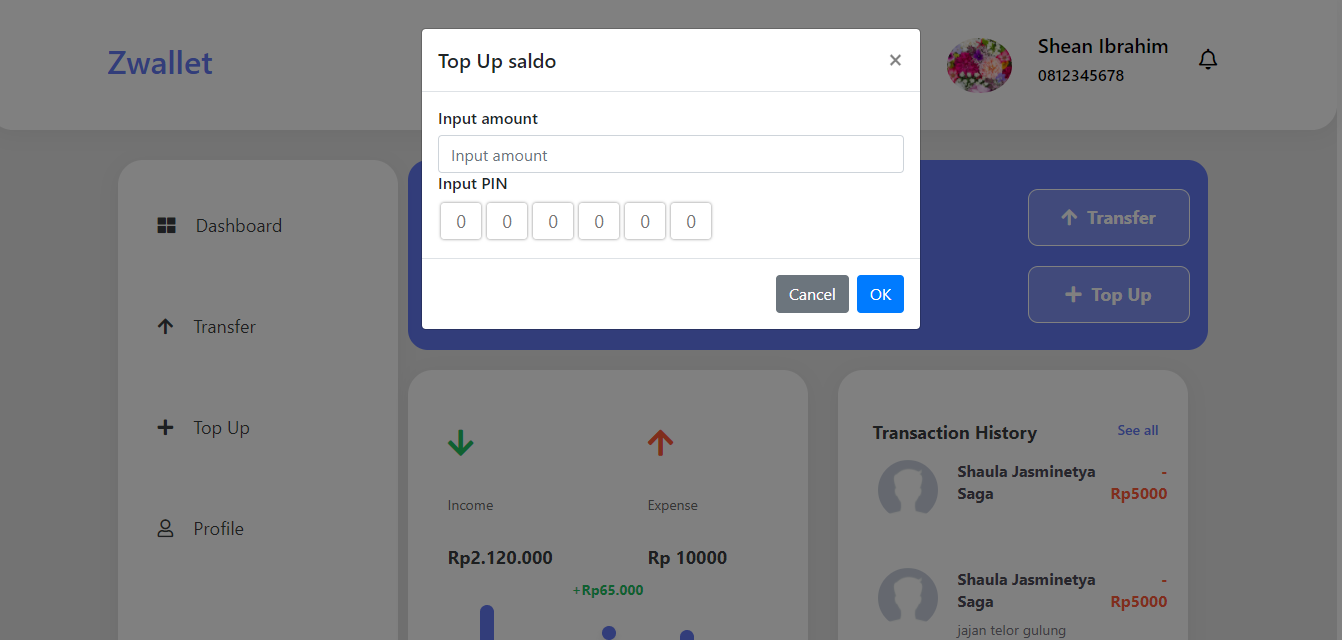 Zwallet
Shean Ibrahim
0812345678
Top Up saldo
×
Input amount
Input amount
Input PIN
0 0 0 0 0 0
Cancel OK
Dashboard
Transfer
Top Up
Profile
Transfer
Top Up
Income
Rp2.120.000
Expense
Rp 10000
+Rp65.000
Transaction History
See all
Shaula Jasminetya
Saga
-
Rp5000
Shaula Jasminetya
Saga
-
Rp5000
jajan telor gulung